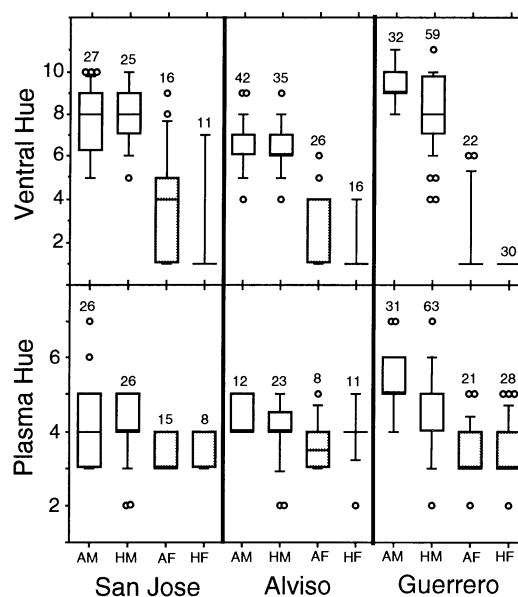 27 25 16 11 42 35 26 16 32 59 22 30
10
8
6
4
2
Ventral Hue
26 26 15 8 12 23 8 11 31 63 21 28
6
4
2
Plasma Hue
AM HM AF HF AM HM AF HF AM HM AF HF
San Jose Alviso Guerrero